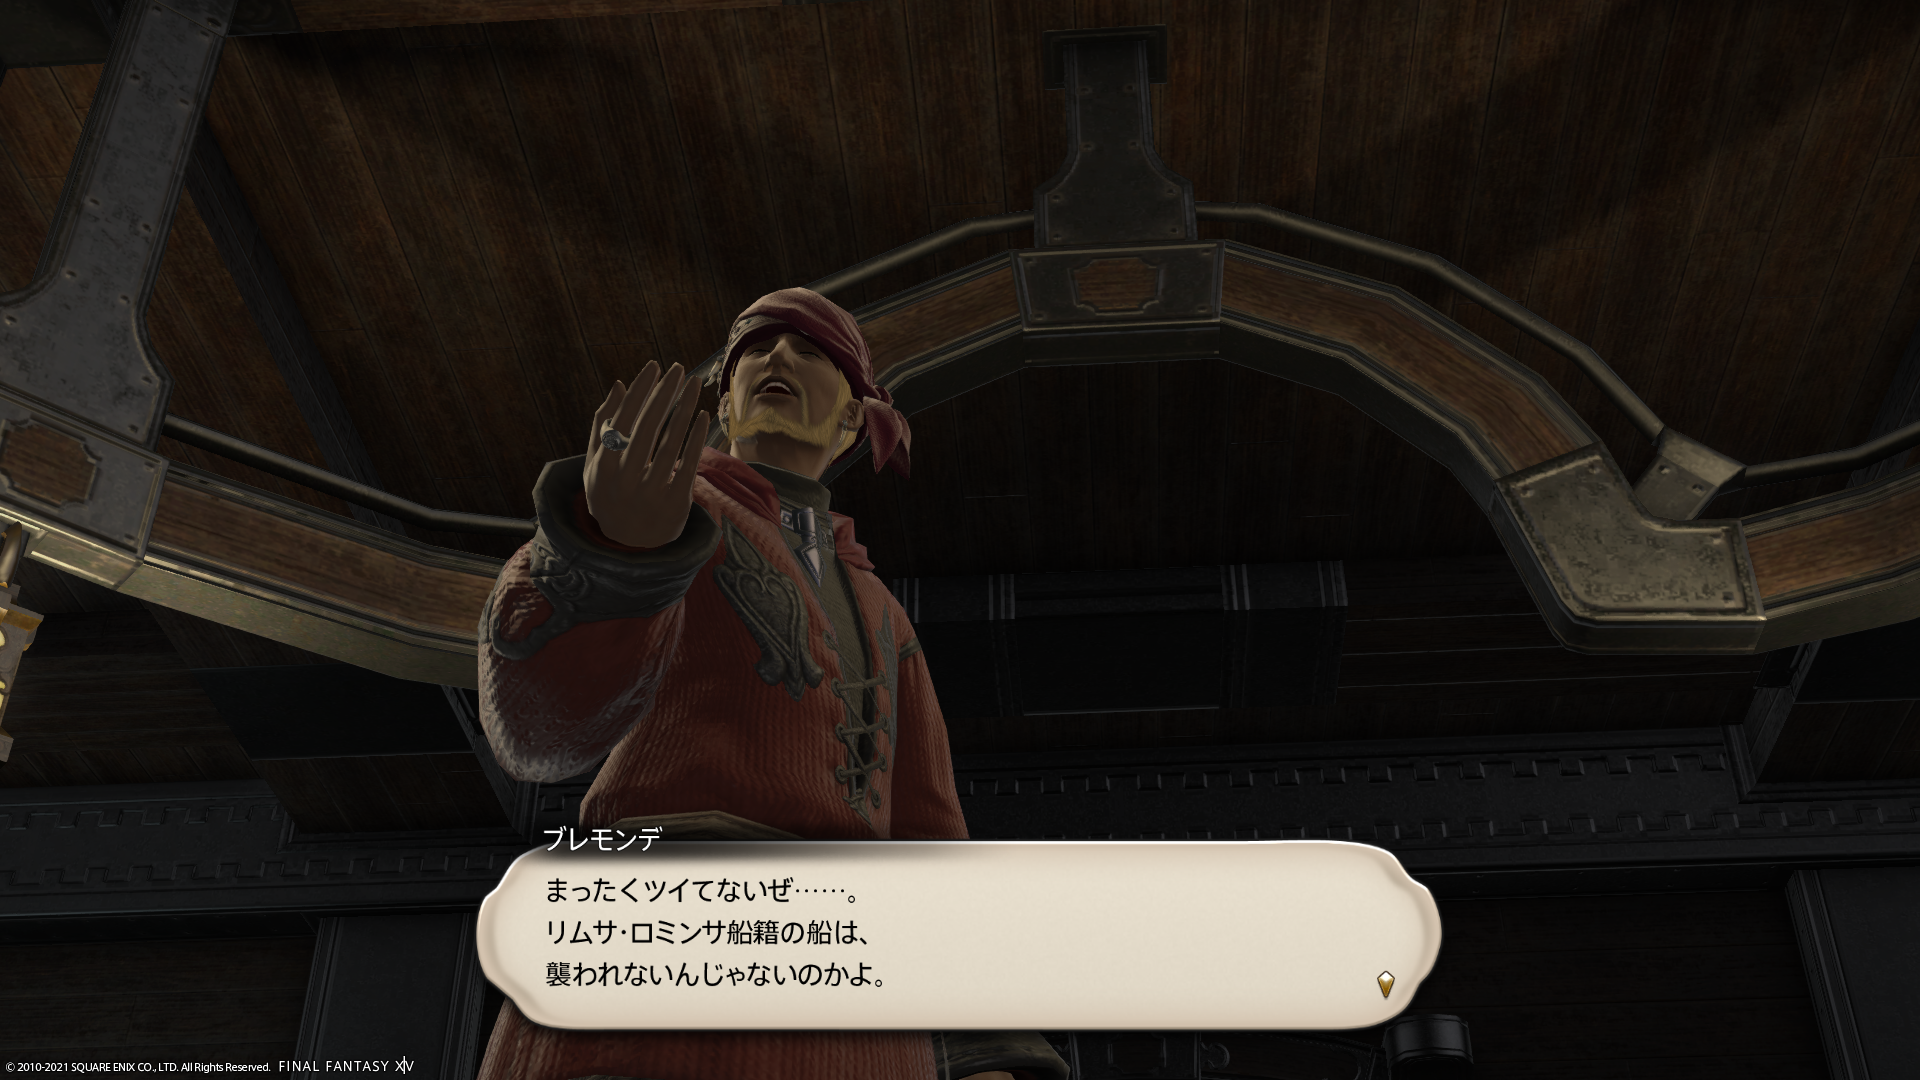 ブレモンデ
まったくツイてないぜ……。
リムサ・ロミンサ船籍の船は、
襲われないんじゃないのかよ。
© 2010-2021 SQUARE ENIX CO., LTD. All Rights Reserved. FINAL FANTASY XIV